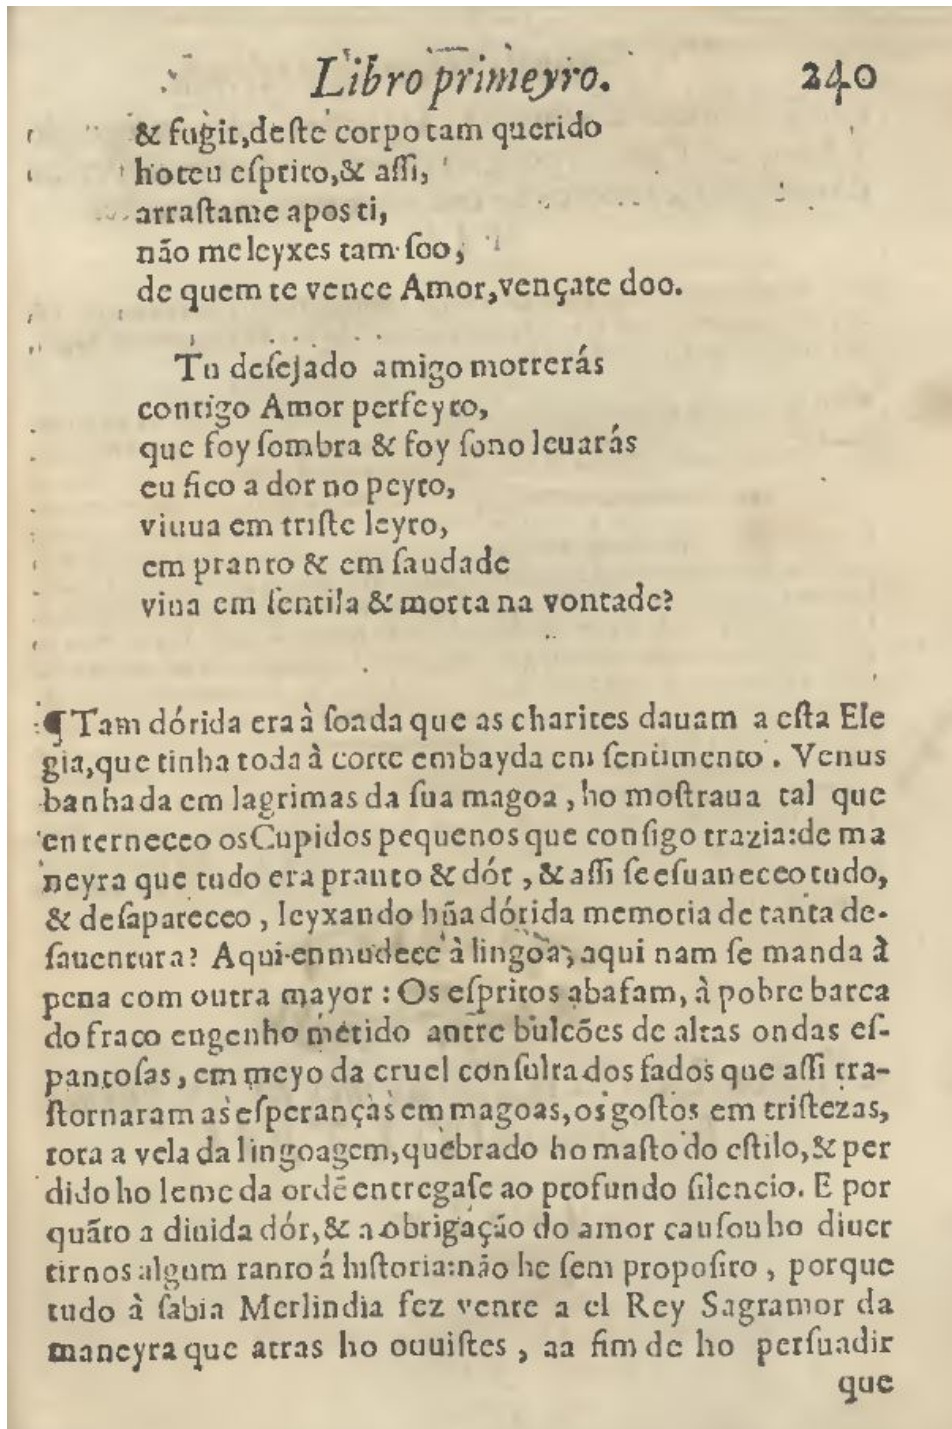 Libro primeyro. 240
& fugir,deſte corpo tam querido
ho teu eſprito,& aſſi,
arraſtame apos ti,
não me leyxes tam ſoo,
de quem te vence Amor,vençate doo.
Tu deſejado amigo morrerás
contigo Amor perfeyto,
que foy ſombra & foy ſono leuarás
eu fico a dor no peyto,
viuua em triſte leyto,
em pranto & em ſaudade
viua em ſentila & morta na vontade?
¶Tam dórida era à ſoada que as charites dauam a eſta Ele
gia,que tinha toda à corte embayda em ſentimento. Venus
banhada em lagrimas da ſua magoa, ho moſtraua tal que
enterneceo os Cupidos pequenos que conſigo trazia:de ma
neyra que tudo era pranto & dór, & aſſi ſe eſuaneceo tudo,
& deſapareceo, leyxando hũa dórida memoria de tanta de-
ſauentura? Aqui enmudece à lingoa, aqui nam ſe manda à
pena com outra mayor: Os eſpritos abafam, à pobre barca
do fraco engenho metido antre bulcões de altas ondas eſ-
pantoſas, em meyo da cruel conſulta dos fados que aſſi tra-
ſtornaram as eſperanças em magoas,os goſtos em triſtezas,
rota a vela da lingoagem,quebrado ho maſto do eſtilo,& per
dido ho leme da ordẽ entregaſe ao profundo ſilencio. E por
quãto a diuida dór,& a obrigáção do amor cauſou ho diuer
tirnos algum tanto á hiſtoria:não he ſem propoſito, porque
tudo à ſabia Merlindia fez vente a el Rey Sagramor da
maneyra que atras ho ouuiſtes, aa fim de ho perſuadir
que